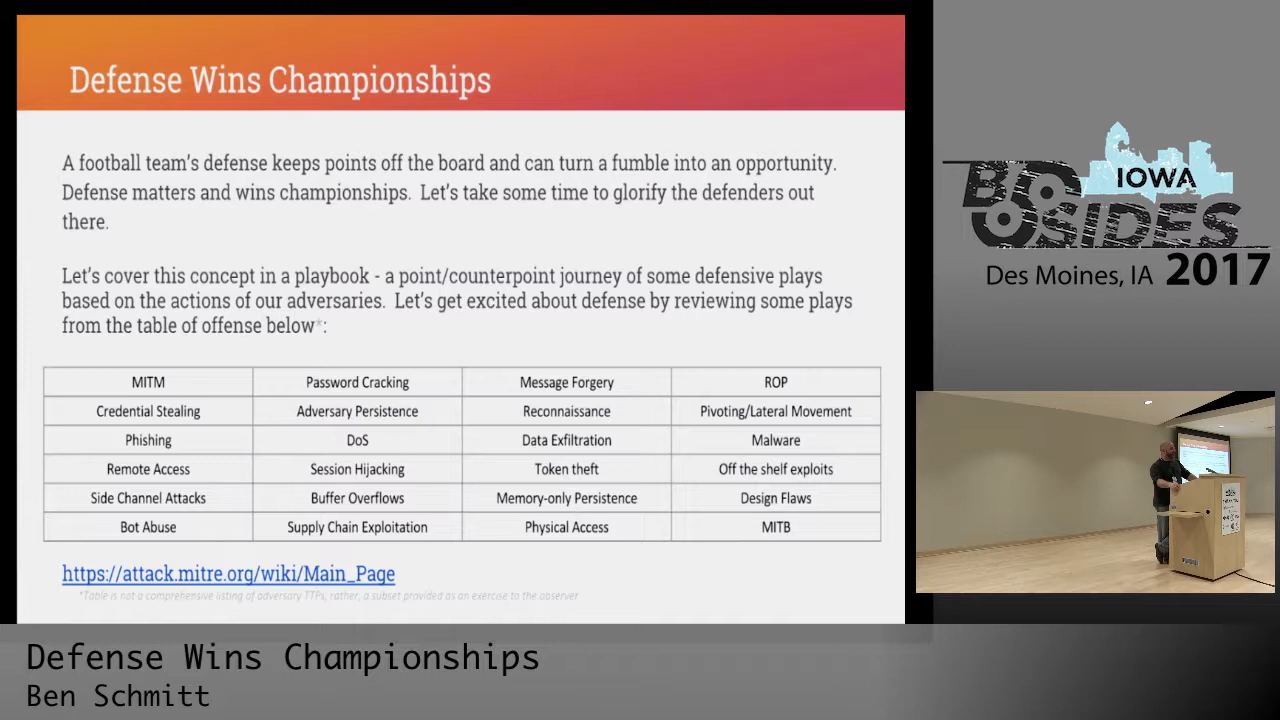 Defense Wins Championships
A football team's defense keeps points off the board and can turn a fumble into an opportunity.
Defense matters and wins championships. Let's take some time to glorify the defenders out
there.
Let's cover this concept in a playbook - a point/counterpoint journey of some defensive plays
based on the actions of our adversaries. Let's get excited about defense by reviewing some plays
from the table of offense below*:
MITM Password Cracking Message Forgery ROP
Credential Stealing Adversary Persistence Reconnaissance Pivoting/Lateral Movement
Phishing DoS Data Exfiltration Malware
Remote Access Session Hijacking Token theft Off the shelf exploits
Side Channel Attacks Buffer Overflows Memory-only Persistence Design Flaws
Bot Abuse Supply Chain Exploitation Physical Access MITB
https://attack.mitre.org/wiki/Main_Page
*Table is not a comprehensive listing of adversary TTPs, rather, a subset provided as an exercise to the observer
IOWA
BSIDES
Des Moines, IA 2017
Defense Wins Championships
Ben Schmitt